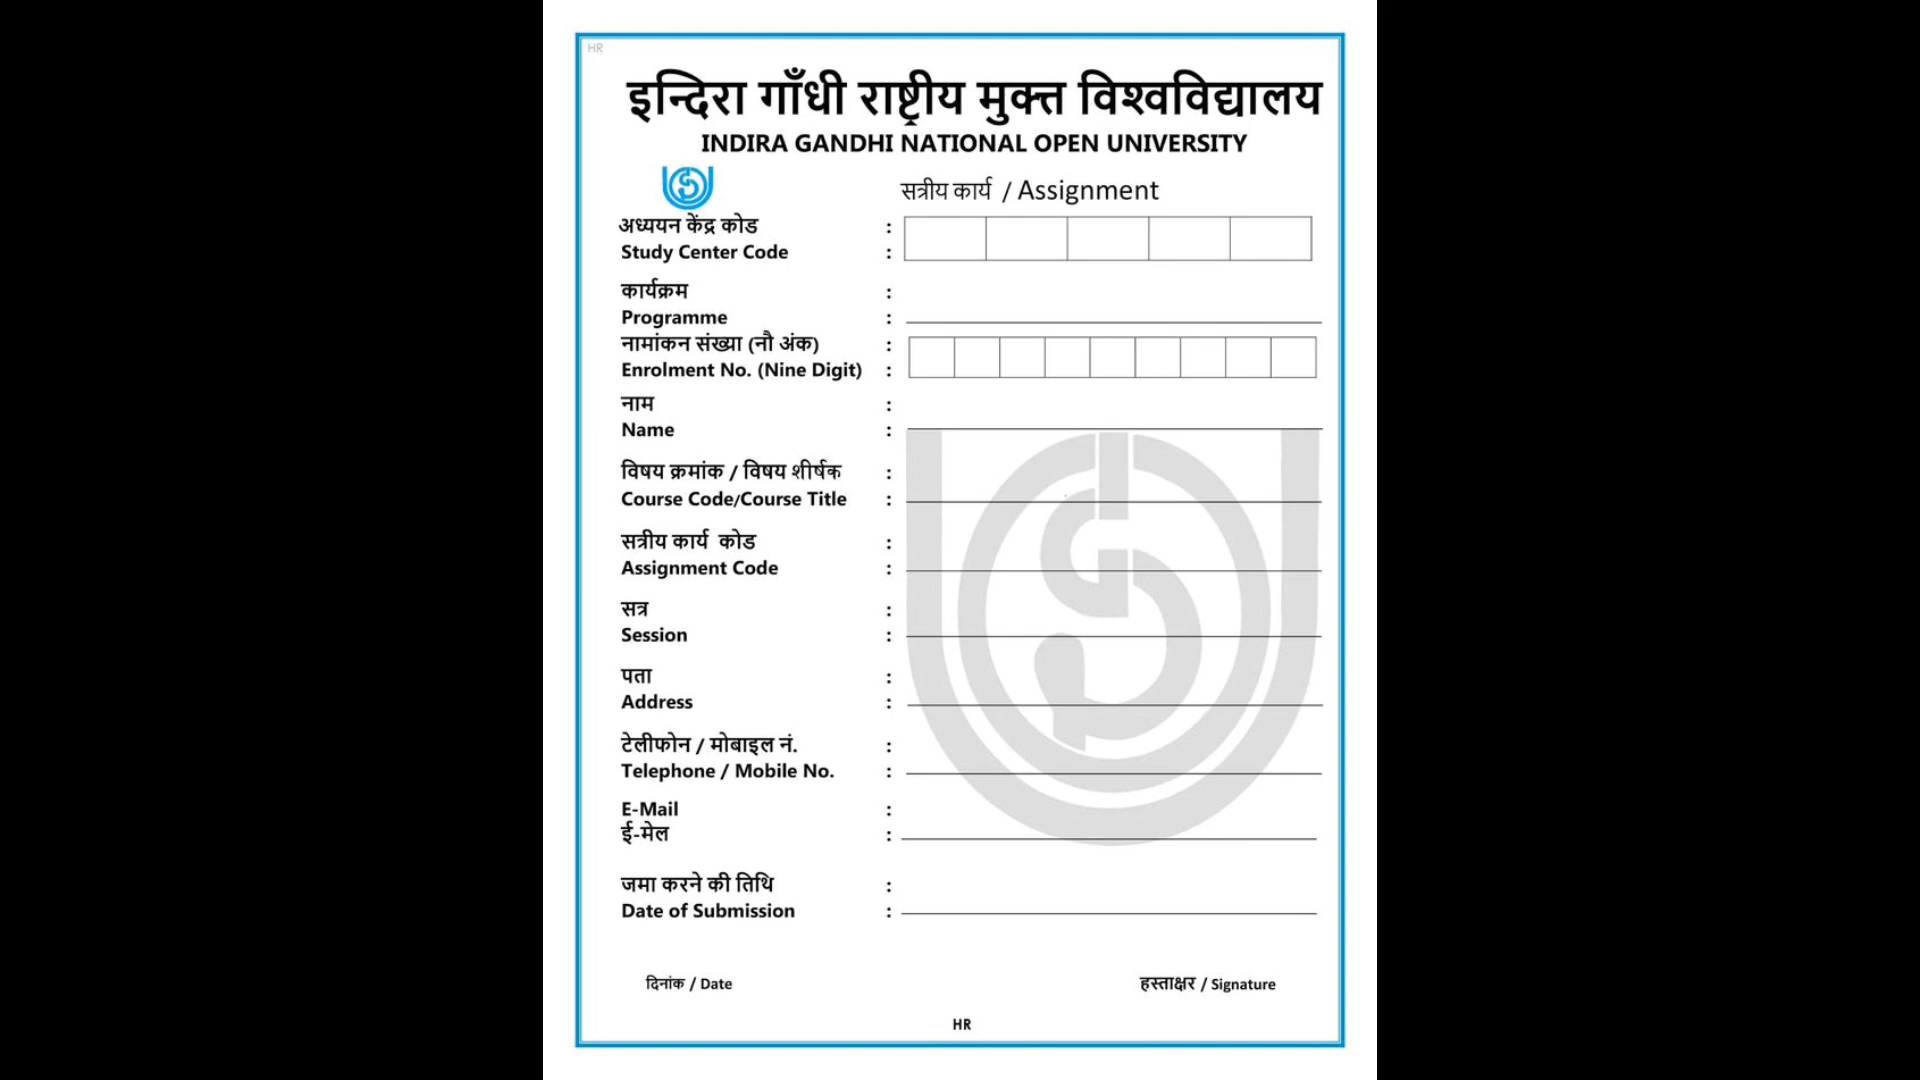 HR
इन्दिरा गाँधी राष्ट्रीय मुक्त विश्वविद्यालय
INDIRA GANDHI NATIONAL OPEN UNIVERSITY
सत्रीय कार्य / Assignment
अध्ययन केंद्र कोड :
Study Center Code :
कार्यक्रम :
Programme :
नामांकन संख्या (नौ अंक) :
Enrolment No. (Nine Digit) :
नाम :
Name :
विषय क्रमांक / विषय शीर्षक :
Course Code/Course Title :
सत्रीय कार्य कोड :
Assignment Code :
सत्र :
Session :
पता :
Address :
टेलीफोन / मोबाइल नं. :
Telephone / Mobile No. :
E-Mail :
ई-मेल :
जमा करने की तिथि :
Date of Submission :
दिनांक / Date हस्ताक्षर / Signature
HR